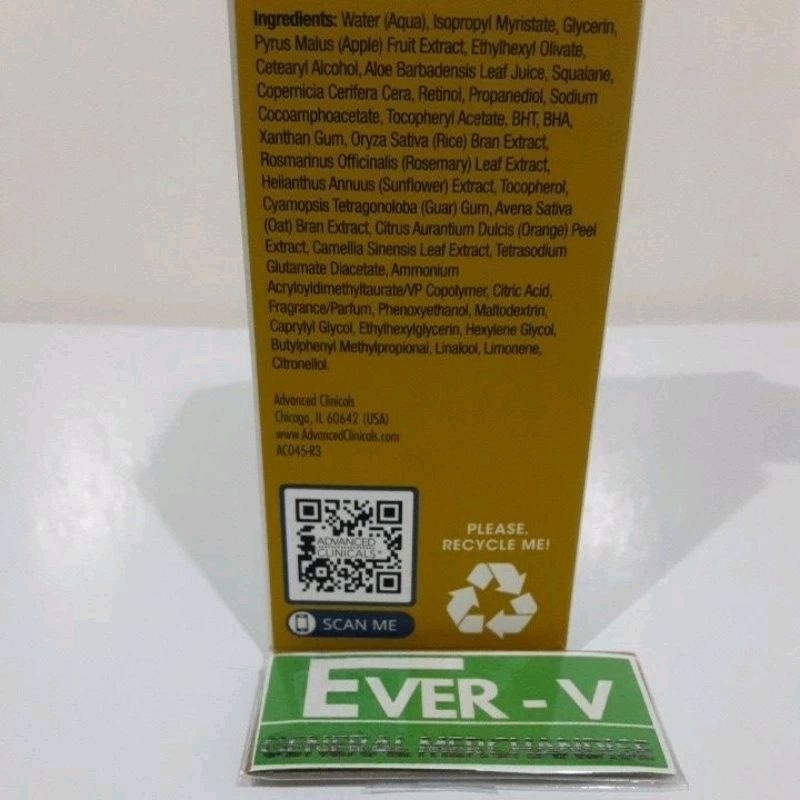 Ingredients: Water (Aqua), Isopropyl Myristate, Glycerin,
Pyrus Malus (Apple) Fruit Extract, Ethylhexyl Olivate,
Cetearyl Alcohol, Aloe Barbadensis Leaf Juice, Squalane,
Copernicia Cerifera Cera, Retinol, Propanediol, Sodium
Cocoamphoacetate, Tocopheryl Acetate, BHT, BHA,
Xanthan Gum, Oryza Sativa (Rice) Bran Extract,
Rosmarinus Officinalis (Rosemary) Leaf Extract,
Helianthus Annuus (Sunflower) Extract, Tocopherol,
Cyamopsis Tetragonoloba (Guar) Gum, Avena Sativa
(Oat) Bran Extract, Citrus Aurantium Dulcis (Orange) Peel
Extract, Camellia Sinensis Leaf Extract, Tetrasodium
Glutamate Diacetate, Ammonium
Acryloyldimethyltaurate/VP Copolymer, Citric Acid,
Fragrance/Parfum, Phenoxyethanol, Maltodextrin,
Caprylyl Glycol, Ethylhexylglycerin, Hexylene Glycol,
Butylphenyl Methylpropional, Linalool, Limonene,
Citronellol.
Advanced Clinicals
Chicago, IL 60642 (USA)
www.AdvancedClinicals.com
AC045-R3
ADVANCED
CLINICALS
SCAN ME
PLEASE,
RECYCLE ME!
EVER - V
GENERAL MERCHANDISE